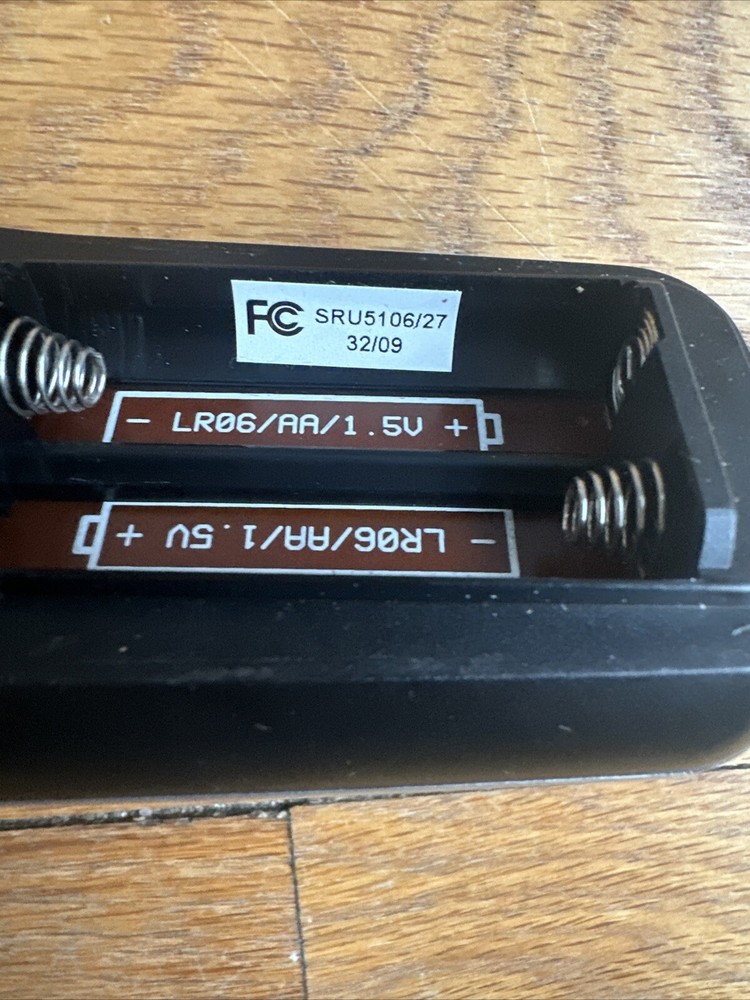 FC SRU5106/27
32/09
- LR06/AA/1.5V +
- LR06/AA/1.5V +